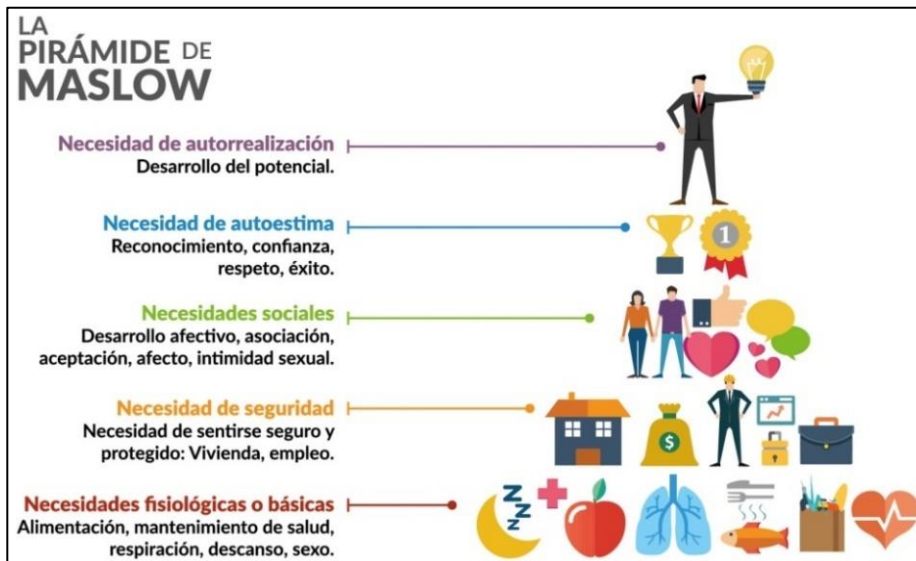 LA
PIRÁMIDE DE
MASLOW
Necesidad de autorrealización
Desarrollo del potencial.
Necesidad de autoestima
Reconocimiento, confianza,
respeto, éxito.
1
Necesidades sociales
Desarrollo afectivo, asociación,
aceptación, afecto, intimidad sexual.
Necesidad de seguridad
Necesidad de sentirse seguro y
protegido: Vivienda, empleo.
$
Necesidades fisiológicas o básicas
Alimentación, mantenimiento de salud,
respiración, descanso, sexo.
Z
Z
Z